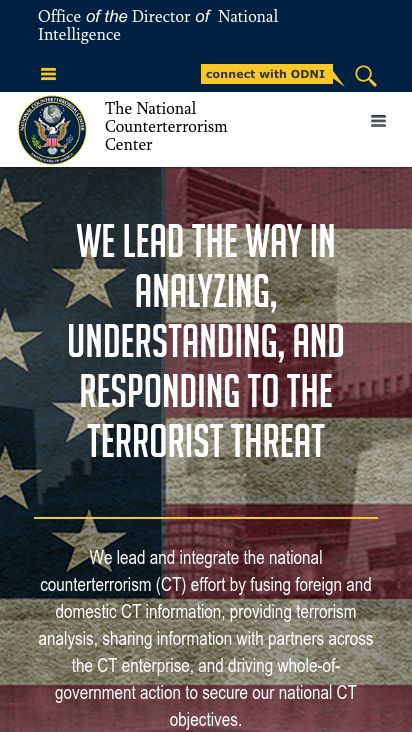 Office of the Director of National
Intelligence
connect with ODNI
The National
Counterterrorism
Center
WE LEAD THE WAY IN
ANALYZING,
UNDERSTANDING, AND
RESPONDING TO THE
TERRORIST THREAT
We lead and integrate the national
counterterrorism (CT) effort by fusing foreign and
domestic CT information, providing terrorism
analysis, sharing information with partners across
the CT enterprise, and driving whole-of-
government action to secure our national CT
objectives.